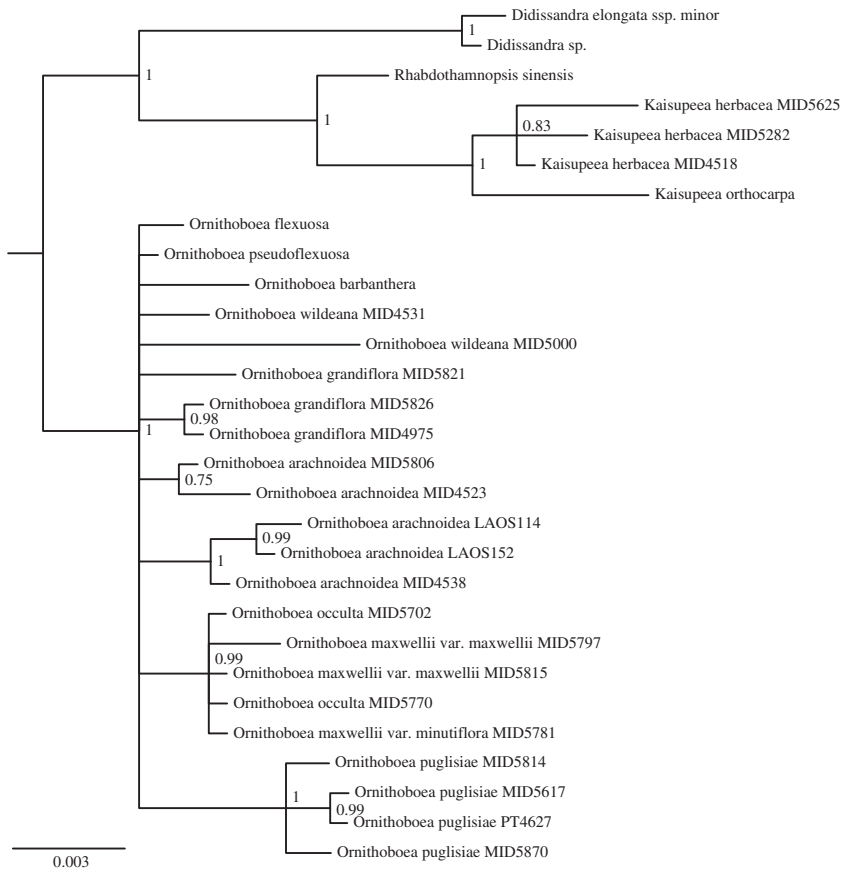 Didissandra elongata ssp. minor
1
Didissandra sp.
1
Rhabdothamnopsis sinensis
Kaisupeea herbacea MID5625
1
0.83
Kaisupeea herbacea MID5282
1
Kaisupeea herbacea MID4518
Kaisupeea orthocarpa
Ornithoboea flexuosa
Ornithoboea pseudoflexuosa
Ornithoboea barbanthera
Ornithoboea wildeana MID4531
Ornithoboea wildeana MID5000
Ornithoboea grandiflora MID5821
Ornithoboea grandiflora MID5826
0.98
1
Ornithoboea grandiflora MID4975
Ornithoboea arachnoidea MID5806
0.75
Ornithoboea arachnoidea MID4523
Ornithoboea arachnoidea LAOS114
0.99
Ornithoboea arachnoidea LAOS152
1
Ornithoboea arachnoidea MID4538
Ornithoboea occulta MID5702
Ornithoboea maxwellii var. maxwellii MID5797
0.99
Ornithoboea maxwellii var. maxwellii MID5815
Ornithoboea occulta MID5770
Ornithoboea maxwellii var. minutiflora MID5781
Ornithoboea puglisiae MID5814
1
Ornithoboea puglisiae MID5617
0.99
Ornithoboea puglisiae PT4627
Ornithoboea puglisiae MID5870
0.003